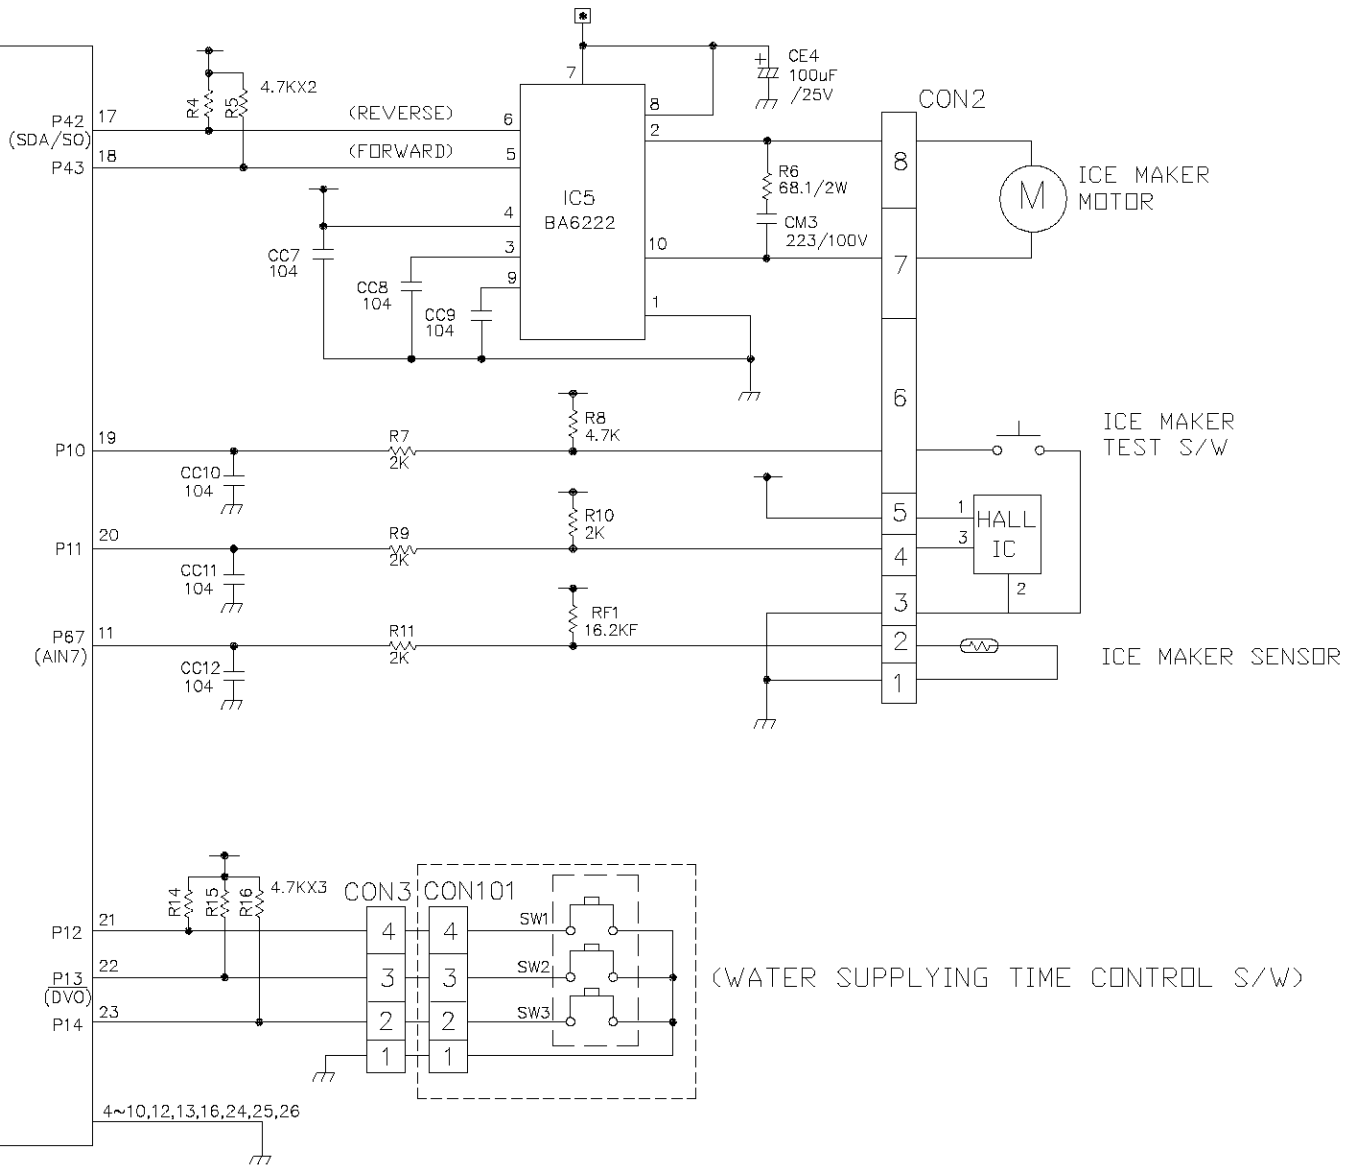 CE4
100uF
/25V
7
4.7KX2
CON2
R4
R5
8
P42
17
(REVERSE)
6
2
(SDA/SO)
18
(FORWARD)
5
P43
8
R6
68.1/2W
ICE MAKER
MOTOR
M
IC5
BA6222
4
CM3
223/100V
CC7
104
3
10
7
9
CC8
104
CC9
104
1
6
ICE MAKER
TEST S/W
P10
19
R7
2K
R8
4.7K
CC10
104
5
1
HALL
IC
R10
2K
P11
20
R9
2K
4
3
CC11
104
2
3
RF1
16.2KF
P67
(AIN7)
11
R11
2K
2
ICE MAKER SENSOR
CC12
104
1
R14
R15
R16
4.7KX3
CON3
CON101
P12
21
4
4
SW1
P13
(DVO)
22
3
3
SW2
(WATER SUPPLYING TIME CONTROL S/W)
P14
23
2
2
SW3
1
1
4~10,12,13,16,24,25,26